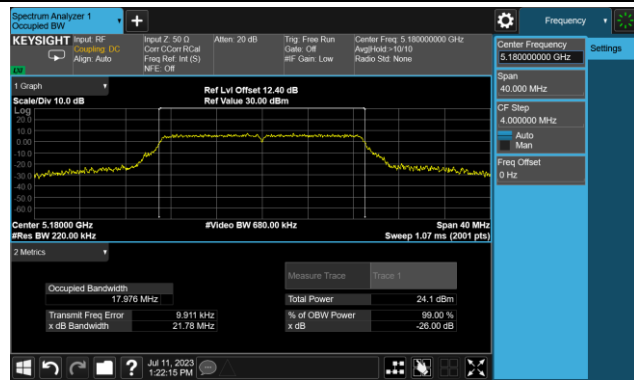 Spectrum Analyzer 1
Occupied BW
Frequency
KEYSIGHT
Input: RF
Coupling: DC
Align: Auto
Input Z: 50 Ω
Corr CCorr RCal
Freq Ref: Int (S)
NFE: Off
Atten: 20 dB
Trig: Free Run
Gate: Off
#IF Gain: Low
Center Freq: 5.180000000 GHz
Avg|Hold:>10/10
Radio Std: None
Center Frequency
5.180000000 GHz
Settings
Span
40.000 MHz
CF Step
4.000000 MHz
Auto
Man
Freq Offset
0 Hz
1 Graph
Scale/Div 10.0 dB
Ref Lvl Offset 12.40 dB
Ref Value 30.00 dBm
Log
20.0
10.0
0.00
-10.0
-20.0
-30.0
-40.0
-50.0
-60.0
Center 5.18000 GHz
#Res BW 220.00 kHz
#Video BW 680.00 kHz
Span 40 MHz
Sweep 1.07 ms (2001 pts)
2 Metrics
Measure Trace
Trace 1
Occupied Bandwidth
17.976 MHz
Total Power
24.1 dBm
Transmit Freq Error
9.911 kHz
% of OBW Power
99.00 %
x dB Bandwidth
21.78 MHz
x dB
-26.00 dB
?
Jul 11, 2023
1:22:15 PM